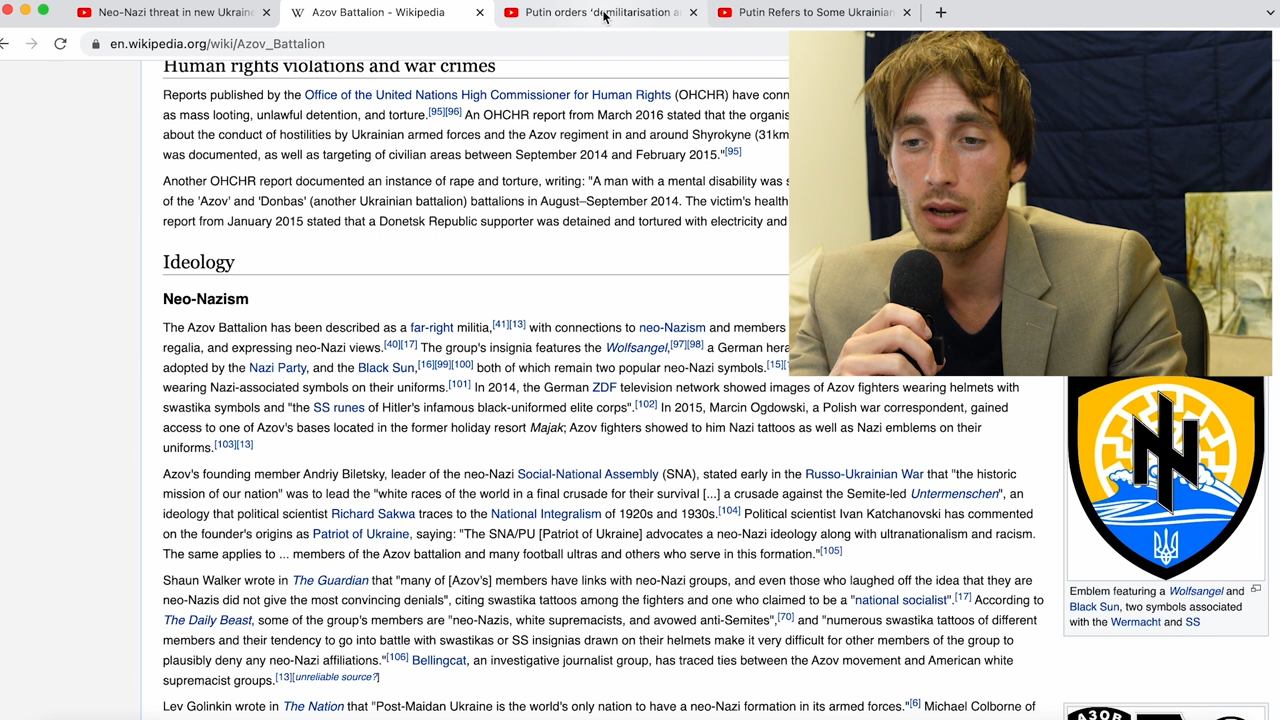 Neo-Nazi threat in new Ukraine
Azov Battalion - Wikipedia
Putin orders 'demilitarisation a
Putin Refers to Some Ukrainian
en.wikipedia.org/wiki/Azov_Battalion
Human rights violations and war crimes
Reports published by the Office of the United Nations High Commissioner for Human Rights (OHCHR) have conn
as mass looting, unlawful detention, and torture.[95][96] An OHCHR report from March 2016 stated that the organis
about the conduct of hostilities by Ukrainian armed forces and the Azov regiment in and around Shyrokyne (31km
was documented, as well as targeting of civilian areas between September 2014 and February 2015."[95]
Another OHCHR report documented an instance of rape and torture, writing: "A man with a mental disability was s
of the 'Azov' and 'Donbas' (another Ukrainian battalion) battalions in August–September 2014. The victim's health
report from January 2015 stated that a Donetsk Republic supporter was detained and tortured with electricity and
Ideology
Neo-Nazism
The Azov Battalion has been described as a far-right militia,[41][13] with connections to neo-Nazism and members
regalia, and expressing neo-Nazi views.[40][17] The group's insignia features the Wolfsangel,[97][98] a German hera
adopted by the Nazi Party, and the Black Sun,[16][99][100] both of which remain two popular neo-Nazi symbols.[15]
wearing Nazi-associated symbols on their uniforms.[101] In 2014, the German ZDF television network showed images of Azov fighters wearing helmets with
swastika symbols and "the SS runes of Hitler's infamous black-uniformed elite corps".[102] In 2015, Marcin Ogdowski, a Polish war correspondent, gained
access to one of Azov's bases located in the former holiday resort Majak; Azov fighters showed to him Nazi tattoos as well as Nazi emblems on their
uniforms.[103][13]
Azov's founding member Andriy Biletsky, leader of the neo-Nazi Social-National Assembly (SNA), stated early in the Russo-Ukrainian War that "the historic
mission of our nation" was to lead the "white races of the world in a final crusade for their survival [...] a crusade against the Semite-led Untermenschen", an
ideology that political scientist Richard Sakwa traces to the National Integralism of 1920s and 1930s.[104] Political scientist Ivan Katchanovski has commented
on the founder's origins as Patriot of Ukraine, saying: "The SNA/PU [Patriot of Ukraine] advocates a neo-Nazi ideology along with ultranationalism and racism.
The same applies to ... members of the Azov battalion and many football ultras and others who serve in this formation."[105]
Shaun Walker wrote in The Guardian that "many of [Azov's] members have links with neo-Nazi groups, and even those who laughed off the idea that they are
neo-Nazis did not give the most convincing denials", citing swastika tattoos among the fighters and one who claimed to be a "national socialist".[17] According to
The Daily Beast, some of the group's members are "neo-Nazis, white supremacists, and avowed anti-Semites",[70] and "numerous swastika tattoos of different
members and their tendency to go into battle with swastikas or SS insignias drawn on their helmets make it very difficult for other members of the group to
plausibly deny any neo-Nazi affiliations."[106] Bellingcat, an investigative journalist group, has traced ties between the Azov movement and American white
supremacist groups.[13][unreliable source?]
Lev Golinkin wrote in The Nation that "Post-Maidan Ukraine is the world's only nation to have a neo-Nazi formation in its armed forces."[6] Michael Colborne of
Emblem featuring a Wolfsangel and
Black Sun, two symbols associated
with the Wermacht and SS
АЗОВ